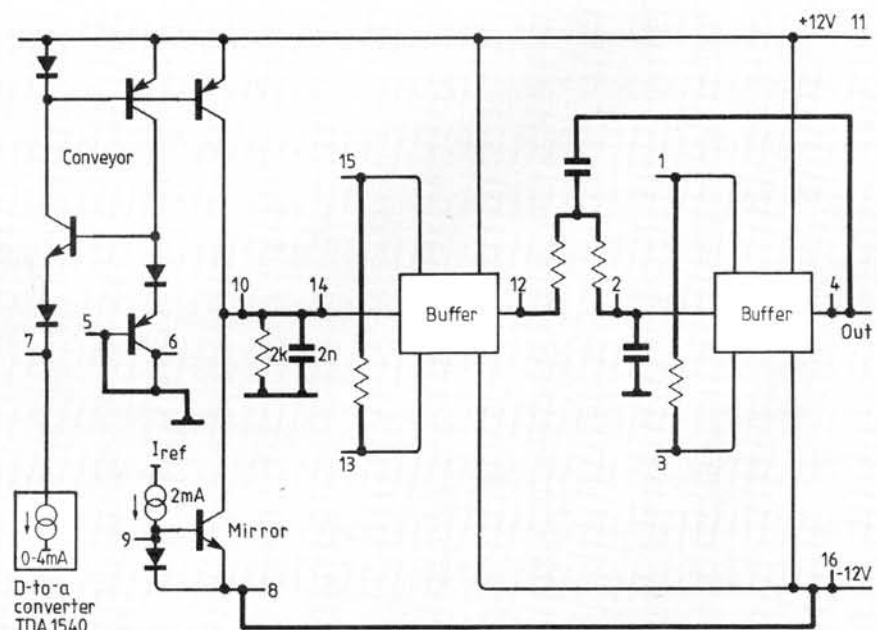 +12V 11
Conveyor
15
1
10
14
12
2
4
Buffer
Buffer
Out
5
7
6
2k
2n
13
3
Iref
2mA
9
Mirror
0-4mA
8
16
-12V
D-to-a
converter
TDA1540